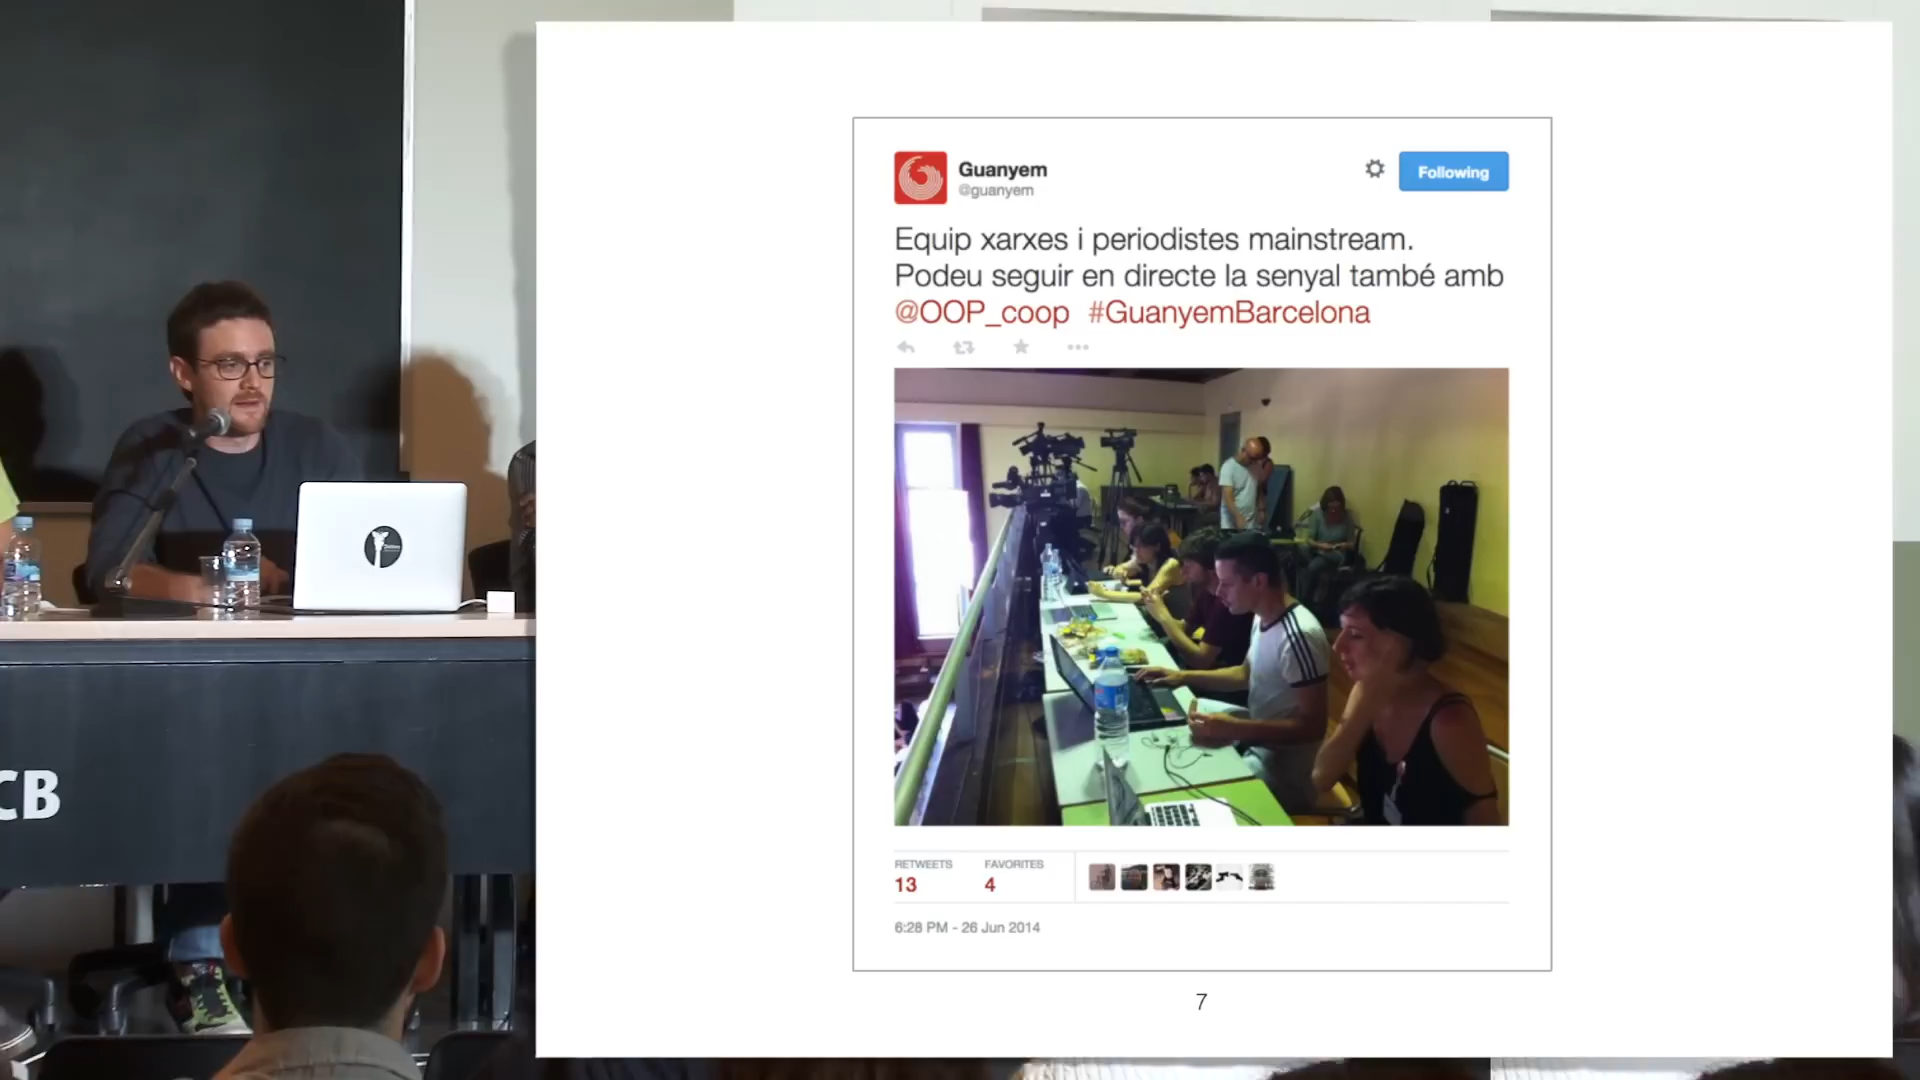 Guanyem
@guanyem
Following
Equip xarxes i periodistes mainstream.
Podeu seguir en directe la senyal també amb
@OOP_coop #GuanyemBarcelona
RETWEETS
FAVORITES
13
4
6:28 PM - 26 Jun 2014
7
CB